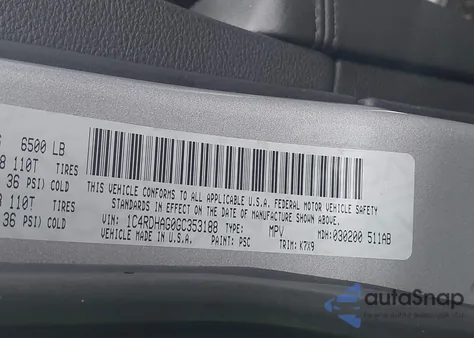 6500 LB
110T TIRES
36 PSI) COLD
110T TIRES
36 PSI) COLD
THIS VEHICLE CONFORMS TO ALL APPLICABLE U.S.A. FEDERAL MOTOR VEHICLE SAFETY
STANDARDS IN EFFECT ON THE DATE OF MANUFACTURE SHOWN ABOVE.
1C4RDHAG0GC353188 TYPE: MPV MDH: 030200 511AB
VEHICLE MADE IN U.S.A. PAINT: PSC TRIM: K7X9
autoSnap